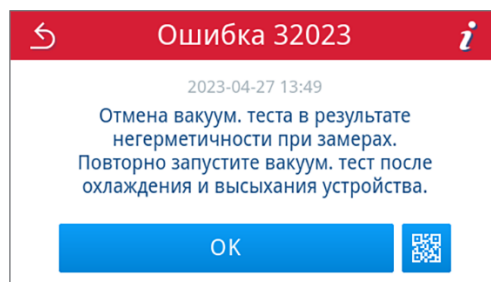 Ошибка 32023
i
2023-04-27 13:49
Отмена вакуум. теста в результате
негерметичности при замерах.
Повторно запустите вакуум. тест после
охлаждения и высыхания устройства.
OK